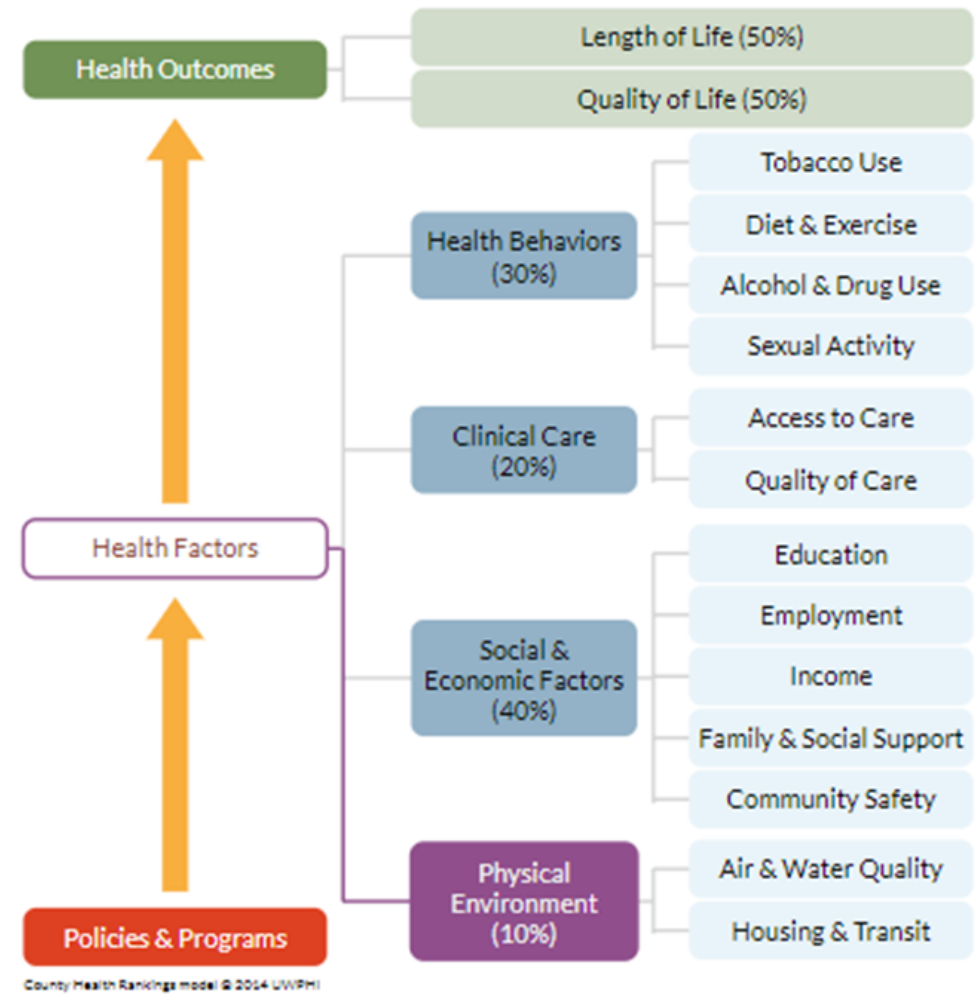 Health Outcomes
Length of Life (50%)
Quality of Life (50%)
Health Behaviors
(30%)
Tobacco Use
Diet & Exercise
Alcohol & Drug Use
Sexual Activity
Clinical Care
(20%)
Access to Care
Quality of Care
Health Factors
Social &
Economic Factors
(40%)
Education
Employment
Income
Family & Social Support
Community Safety
Physical
Environment
(10%)
Air & Water Quality
Housing & Transit
Policies & Programs
County Health Rankings model © 2014 UWPHI